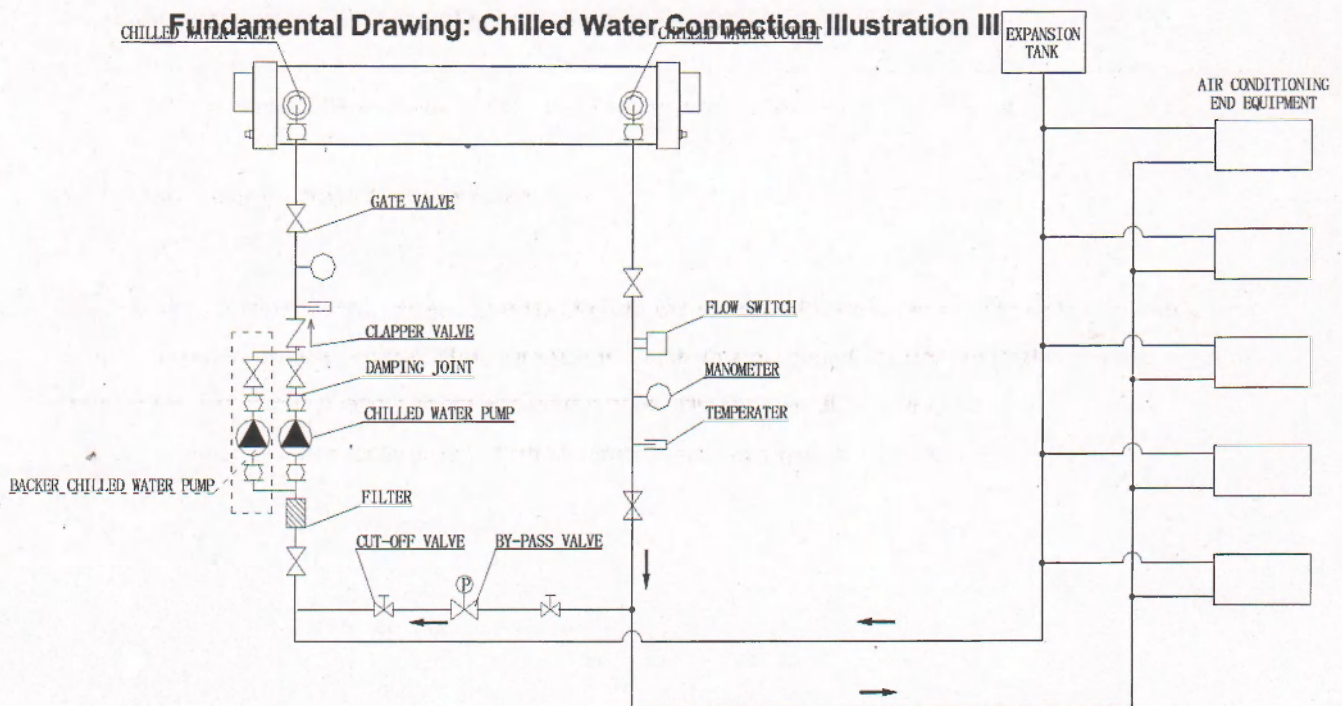 Fundamental Drawing: Chilled Water Connection Illustration III
CHILLED WATER INLET
CHILLED WATER OUTLET
EXPANSION
TANK
AIR CONDITIONING
END EQUIPMENT
GATE VALVE
FLOW SWITCH
CLAPPER VALVE
DAMPING JOINT
MANOMETER
CHILLED WATER PUMP
TEMPERATER
BACKER CHILLED WATER PUMP
FILTER
CUT-OFF VALVE
BY-PASS VALVE
P